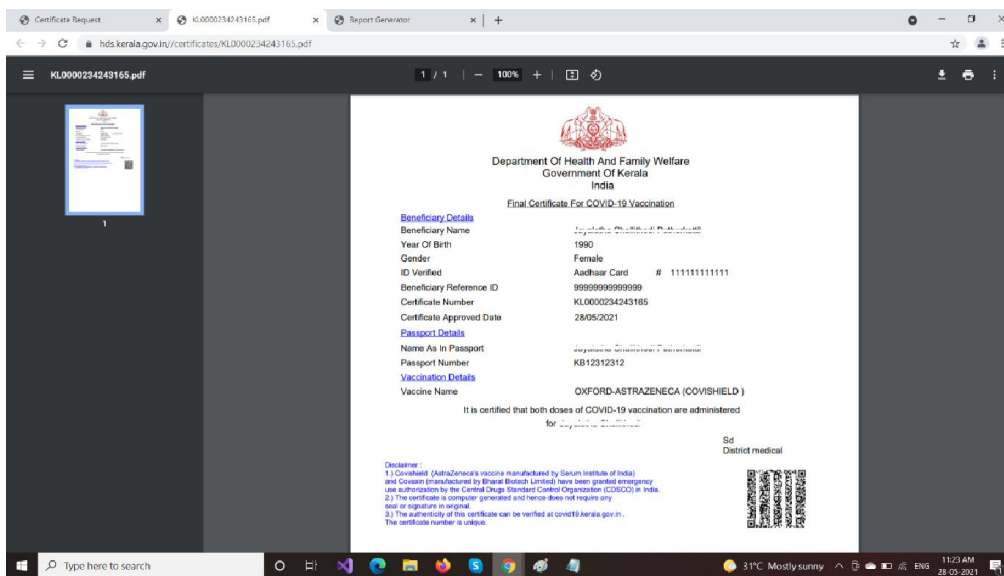 Certificate Request
KL0000234243165.pdf
Report Generator
hds.kerala.gov.in//certificates/KL0000234243165.pdf
KL0000234243165.pdf
1 / 1
100%
1
Department Of Health And Family Welfare
Government Of Kerala
India
Final Certificate For COVID-19 Vaccination
Beneficiary Details
Beneficiary Name
Year Of Birth 1990
Gender Female
ID Verified Aadhaar Card # 111111111111
Beneficiary Reference ID 99999999999999
Certificate Number KL0000234243165
Certificate Approved Date 28/05/2021
Passport Details
Name As In Passport
Passport Number KB12312312
Vaccination Details
Vaccine Name OXFORD-ASTRAZENECA (COVISHIELD )
It is certified that both doses of COVID-19 vaccination are administered
for
Sd
District medical
Disclaimer :
1.) Covishield (AstraZeneca's vaccine manufactured by Serum Institute of India)
and Covaxin (manufactured by Bharat Biotech Limited) have been granted emergency
use authorization by the Central Drugs Standard Control Organization (CDSCO) in India.
2.) The certificate is computer generated and hence does not require any
seal or signature in original.
3.) The authenticity of this certificate can be verified at covid19.kerala.gov.in .
The certificate number is unique.
Type here to search
31°C Mostly sunny
ENG
11:23 AM
28-05-2021